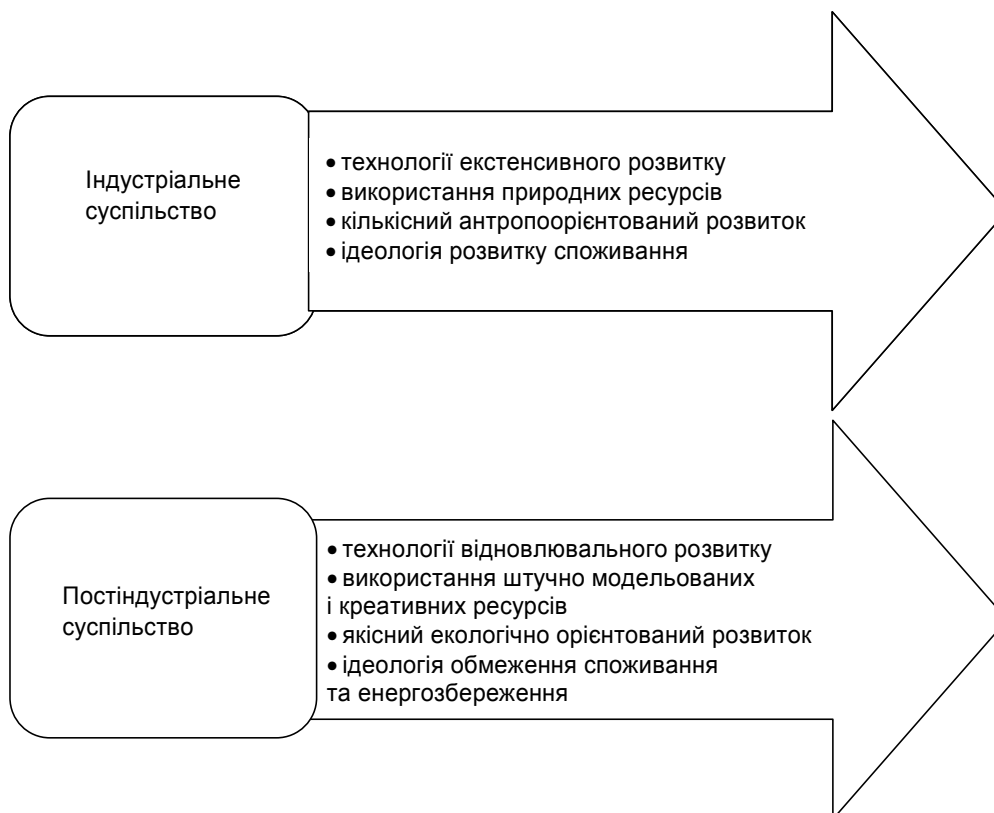 Індустріальне
суспільство
• технології екстенсивного розвитку
• використання природних ресурсів
• кількісний антропоорієнтований розвиток
• ідеологія розвитку споживання
Постіндустріальне
суспільство
• технології відновлювального розвитку
• використання штучно модельованих
і креативних ресурсів
• якісний екологічно орієнтований розвиток
• ідеологія обмеження споживання
та енергозбереження